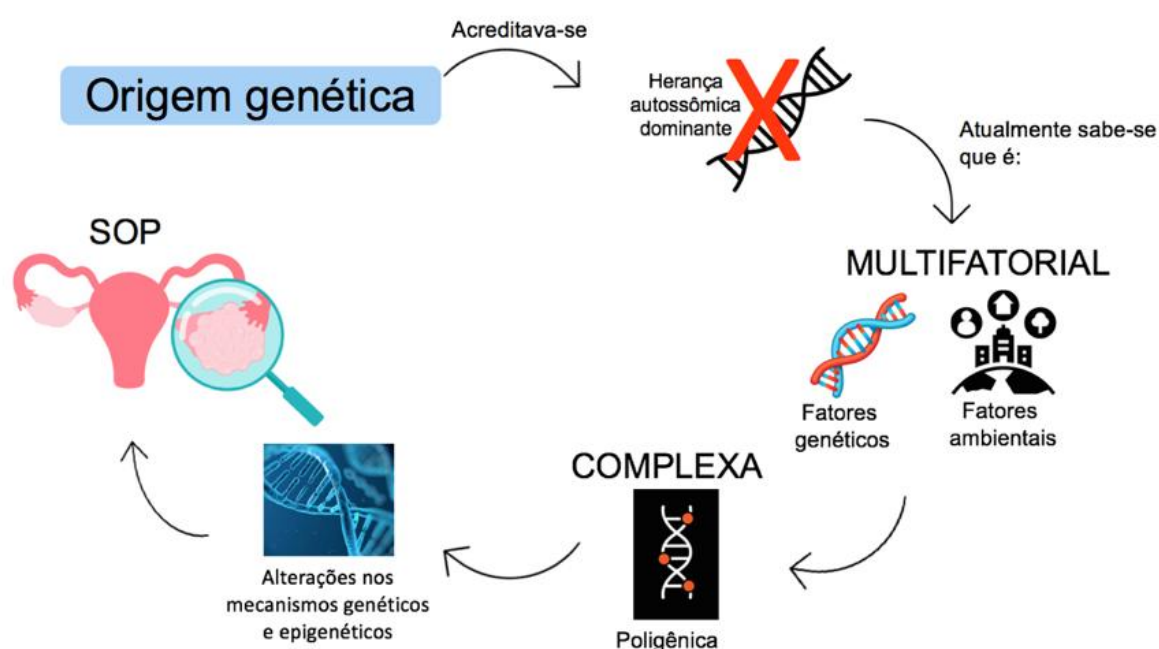 Acreditava-se
Origem genética
Herança
autossômica
dominante
Atualmente sabe-se
que é:
MULTIFATORIAL
Fatores
genéticos
Fatores
ambientais
COMPLEXA
Poligênica
Alterações nos
mecanismos genéticos
e epigenéticos
SOP